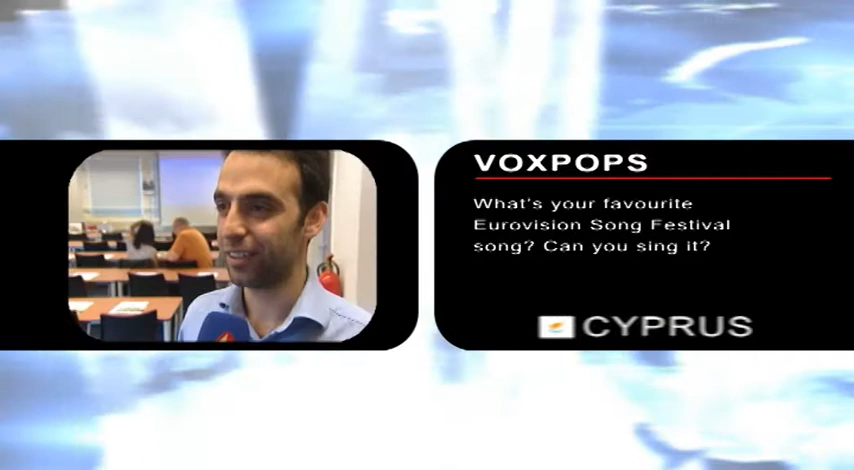 VOXPOPS
What's your favourite
Eurovision Song Festival
song? Can you sing it?
CYPRUS